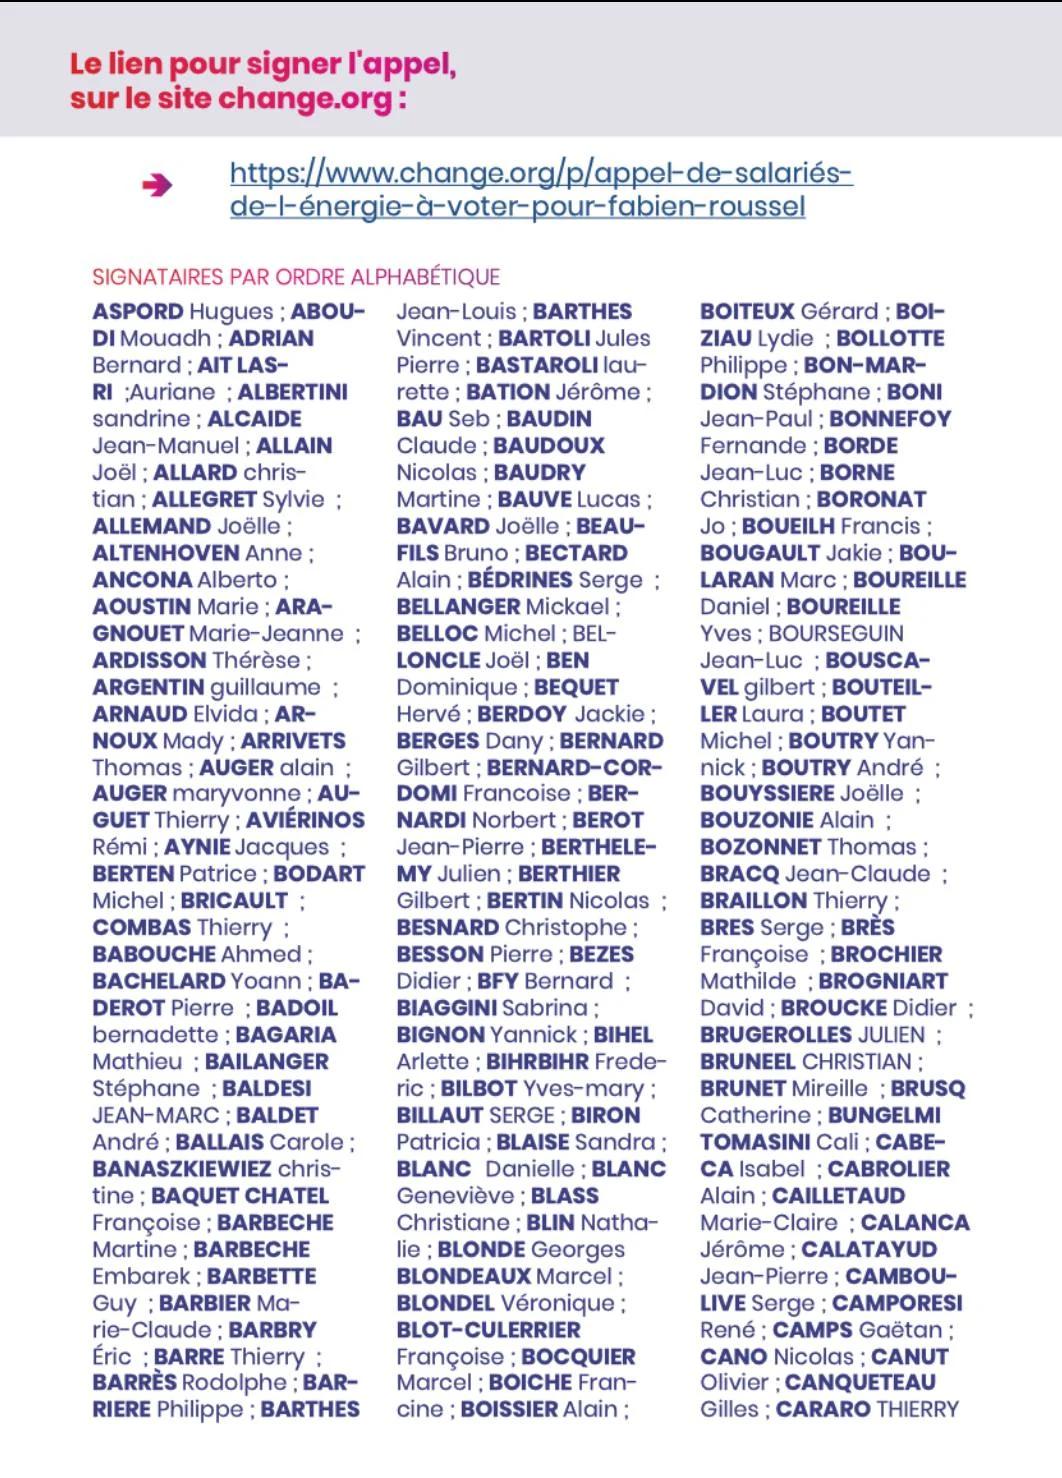 Le lien pour signer l'appel,
sur le site change.org :
https://www.change.org/p/appel-de-salariés-
de-l-énergie-à-voter-pour-fabien-roussel
SIGNATAIRES PAR ORDRE ALPHABÉTIQUE
ASPORD Hugues ; ABOU-
DI Mouadh ; ADRIAN
Bernard ; AIT LAS-
RI ;Auriane ; ALBERTINI
sandrine ; ALCAIDE
Jean-Manuel ; ALLAIN
Joël ; ALLARD chris-
tian ; ALLEGRET Sylvie ;
ALLEMAND Joëlle ;
ALTENHOVEN Anne ;
ANCONA Alberto ;
AOUSTIN Marie ; ARA-
GNOUET Marie-Jeanne ;
ARDISSON Thérèse ;
ARGENTIN guillaume ;
ARNAUD Elvida ; AR-
NOUX Mady ; ARRIVETS
Thomas ; AUGER alain ;
AUGER maryvonne ; AU-
GUET Thierry ; AVIÉRINOS
Rémi ; AYNIE Jacques ;
BERTEN Patrice ; BODART
Michel ; BRICAULT ;
COMBAS Thierry ;
BABOUCHE Ahmed ;
BACHELARD Yoann ; BA-
DEROT Pierre ; BADOIL
bernadette ; BAGARIA
Mathieu ; BAILANGER
Stéphane ; BALDESI
JEAN-MARC ; BALDET
André ; BALLAIS Carole ;
BANASZKIEWIEZ chris-
tine ; BAQUET CHATEL
Françoise ; BARBECHE
Martine ; BARBECHE
Embarek ; BARBETTE
Guy ; BARBIER Ma-
rie-Claude ; BARBRY
Éric ; BARRE Thierry ;
BARRÈS Rodolphe ; BAR-
RIERE Philippe ; BARTHES
Jean-Louis ; BARTHES
Vincent ; BARTOLI Jules
Pierre ; BASTAROLI lau-
rette ; BATION Jérôme ;
BAU Seb ; BAUDIN
Claude ; BAUDOUX
Nicolas ; BAUDRY
Martine ; BAUVE Lucas ;
BAVARD Joëlle ; BEAU-
FILS Bruno ; BECTARD
Alain ; BÉDRINES Serge ;
BELLANGER Mickael ;
BELLOC Michel ; BEL-
LONCLE Joël ; BEN
Dominique ; BEQUET
Hervé ; BERDOY Jackie ;
BERGES Dany ; BERNARD
Gilbert ; BERNARD-COR-
DOMI Francoise ; BER-
NARDI Norbert ; BEROT
Jean-Pierre ; BERTHELE-
MY Julien ; BERTHIER
Gilbert ; BERTIN Nicolas ;
BESNARD Christophe ;
BESSON Pierre ; BEZES
Didier ; BFY Bernard ;
BIAGGINI Sabrina ;
BIGNON Yannick ; BIHEL
Arlette ; BIHRBIHR Frede-
ric ; BILBOT Yves-mary ;
BILLAUT SERGE ; BIRON
Patricia ; BLAISE Sandra ;
BLANC Danielle ; BLANC
Geneviève ; BLASS
Christiane ; BLIN Natha-
lie ; BLONDE Georges
BLONDEAUX Marcel ;
BLONDEL Véronique ;
BLOT-CULERRIER
Françoise ; BOCQUIER
Marcel ; BOICHE Fran-
cine ; BOISSIER Alain ;
BOITEUX Gérard ; BOI-
ZIAU Lydie ; BOLLOTTE
Philippe ; BON-MAR-
DION Stéphane ; BONI
Jean-Paul ; BONNEFOY
Fernande ; BORDE
Jean-Luc ; BORNE
Christian ; BORONAT
Jo ; BOUEILH Francis ;
BOUGAULT Jakie ; BOU-
LARAN Marc ; BOUREILLE
Daniel ; BOUREILLE
Yves ; BOURSEGUIN
Jean-Luc ; BOUSCA-
VEL gilbert ; BOUTEIL-
LER Laura ; BOUTET
Michel ; BOUTRY Yan-
nick ; BOUTRY André ;
BOUYSSIERE Joëlle ;
BOUZONIE Alain ;
BOZONNET Thomas ;
BRACQ Jean-Claude ;
BRAILLON Thierry ;
BRES Serge ; BRÈS
Françoise ; BROCHIER
Mathilde ; BROGNIART
David ; BROUCKE Didier ;
BRUGEROLLES JULIEN ;
BRUNEEL CHRISTIAN ;
BRUNET Mireille ; BRUSQ
Catherine ; BUNGELMI
TOMASINI Cali ; CABE-
CA Isabel ; CABROLIER
Alain ; CAILLETAUD
Marie-Claire ; CALANCA
Jérôme ; CALATAYUD
Jean-Pierre ; CAMBOU-
LIVE Serge ; CAMPORESI
René ; CAMPS Gaëtan ;
CANO Nicolas ; CANUT
Olivier ; CANQUETEAU
Gilles ; CARARO THIERRY